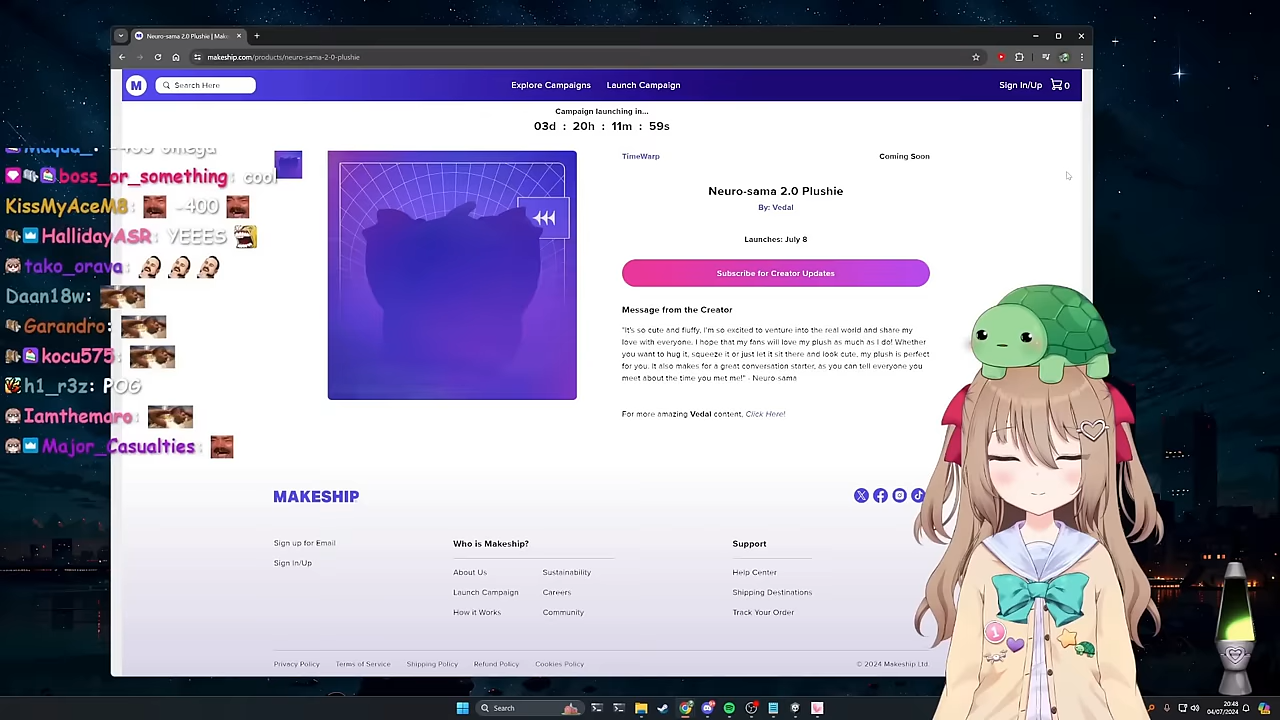 Neuro-sama 2.0 Plushie | Make
makeship.com/products/neuro-sama-2-0-plushie
M
Search Here
Explore Campaigns
Launch Campaign
Sign In/Up
0
Campaign launching in...
03d : 20h : 11m : 59s
TimeWarp
Coming Soon
Neuro-sama 2.0 Plushie
By: Vedal
Launches: July 8
Subscribe for Creator Updates
Message from the Creator
"It's so cute and fluffy, I'm so excited to venture into the real world and share my
love with everyone. I hope that my fans will love my plush as much as I do! Whether
you want to hug it, squeeze it or just let it sit there and look cute, my plush is perfect
for you. It also makes for a great conversation starter, as you can tell everyone you
meet about the time you met me!" - Neuro-sama
For more amazing Vedal content, Click Here!
boss_or_something: cool
KissMyAceM8: -400
HallidayASR: YEEES
tako_orava:
Daan18w:
Garandro:
kocu575:
h1_r3z: POG
Iamthemaro:
Major_Casualties:
MAKESHIP
Sign up for Email
Sign In/Up
Who is Makeship?
About Us
Sustainability
Launch Campaign
Careers
How it Works
Community
Support
Help Center
Shipping Destinations
Track Your Order
Privacy Policy
Terms of Service
Shipping Policy
Refund Policy
Cookies Policy
© 2024 Makeship Ltd.
1
Search
20:48
04/07/2024